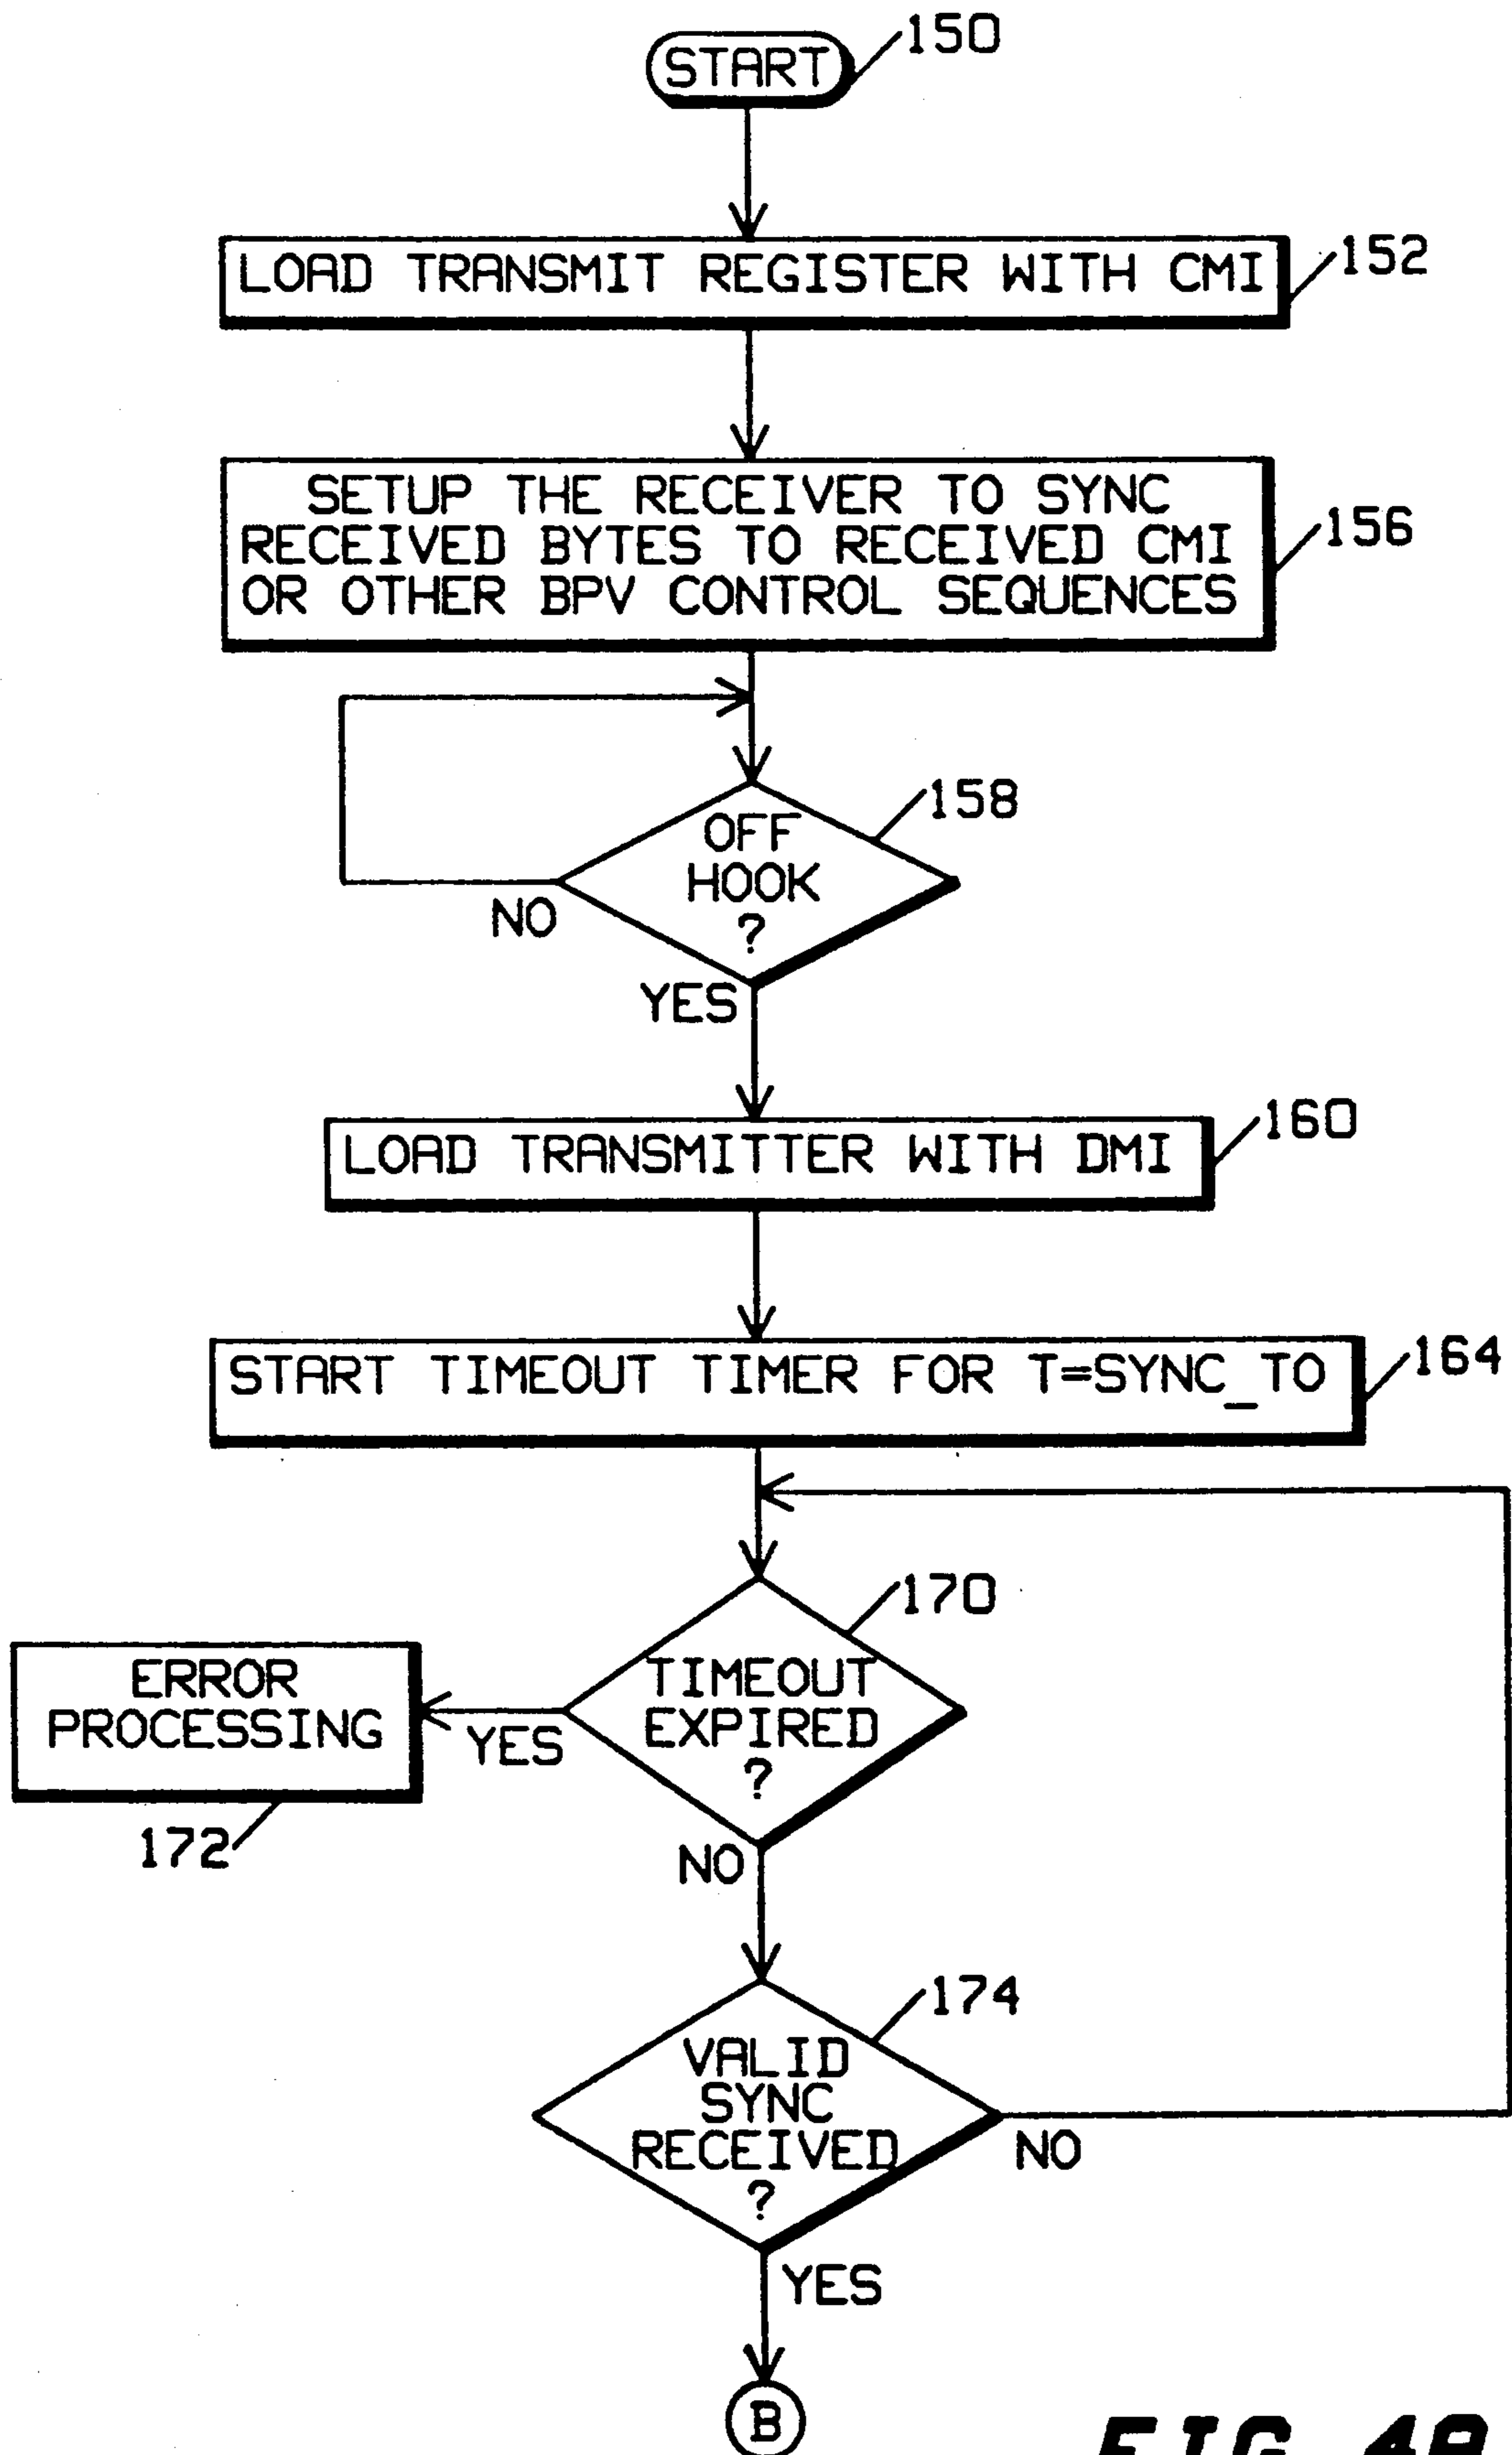 START
150
LOAD TRANSMIT REGISTER WITH CMI
152
SETUP THE RECEIVER TO SYNC
RECEIVED BYTES TO RECEIVED CMI
OR OTHER BPV CONTROL SEQUENCES
156
OFF
HOOK
?
158
NO
YES
LOAD TRANSMITTER WITH DMI
160
START TIMEOUT TIMER FOR T=SYNC_TO
164
TIMEOUT
EXPIRED
?
170
YES
ERROR
PROCESSING
172
NO
VALID
SYNC
RECEIVED
?
174
NO
YES
B